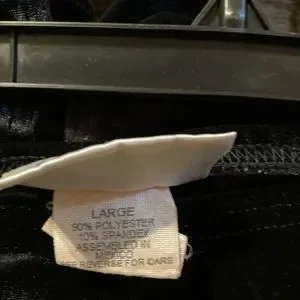 LARGE
90% POLYESTER
10% SPANDEX
ASSEMBLED IN
MEXICO
SEE REVERSE FOR CARE